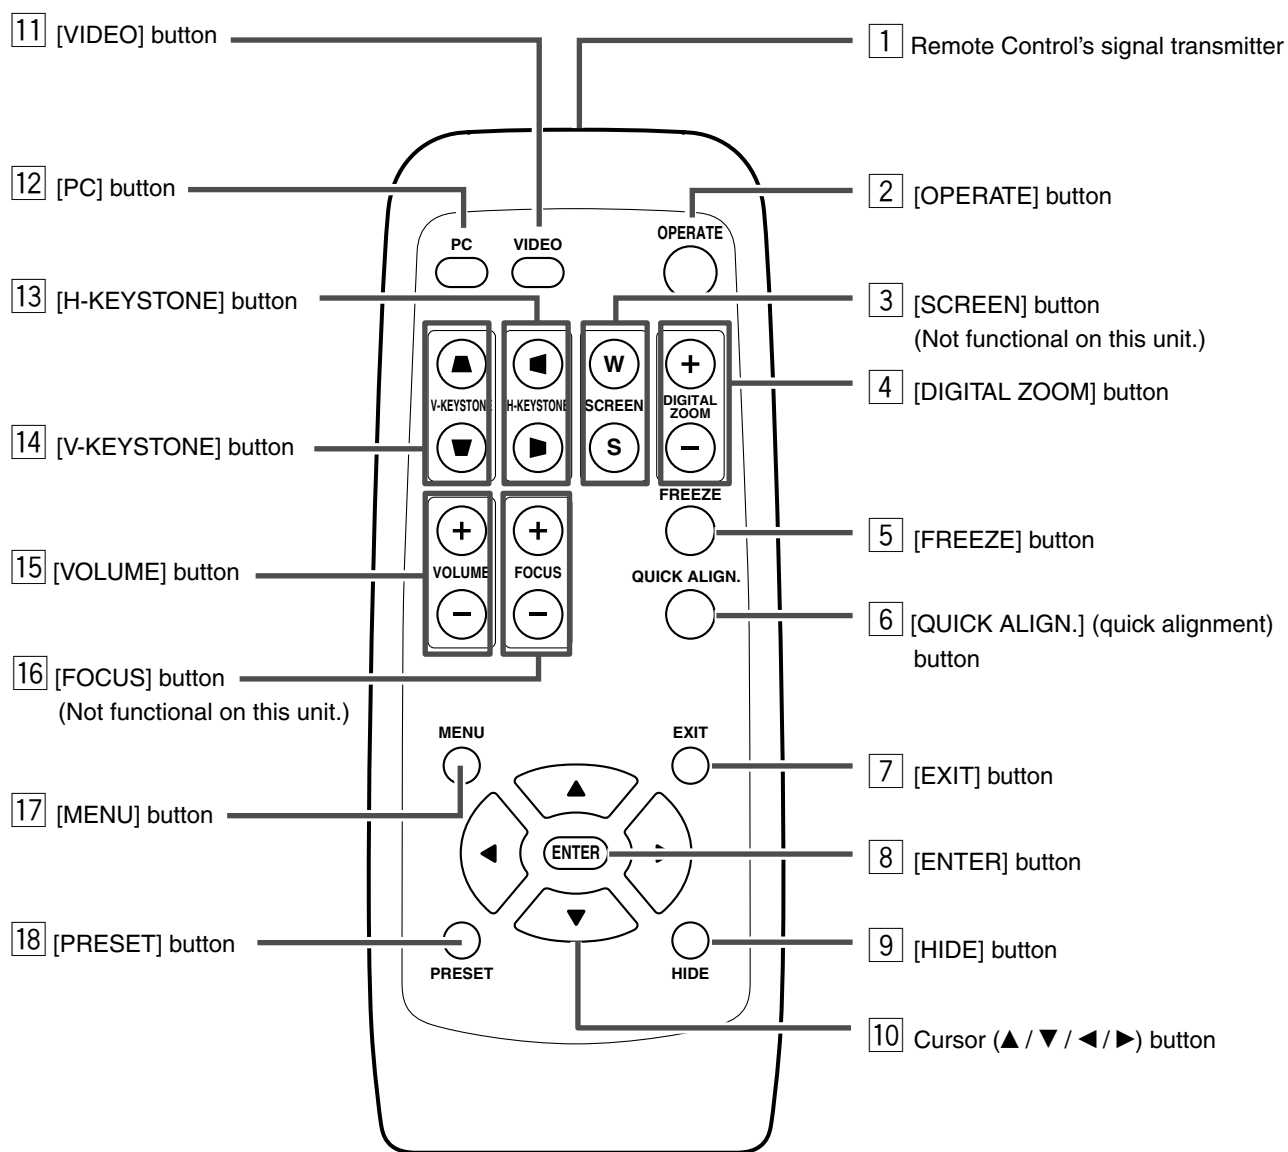 11 [VIDEO] button
1 Remote Control's signal transmitter
12 [PC] button
2 [OPERATE] button
PC
VIDEO
OPERATE
13 [H-KEYSTONE] button
3 [SCREEN] button
(Not functional on this unit.)
W
+
4 [DIGITAL ZOOM] button
V-KEYSTONE
H-KEYSTONE
SCREEN
DIGITAL
ZOOM
14 [V-KEYSTONE] button
S
−
FREEZE
+
+
5 [FREEZE] button
15 [VOLUME] button
VOLUME
FOCUS
QUICK ALIGN.
−
−
6 [QUICK ALIGN.] (quick alignment)
button
16 [FOCUS] button
(Not functional on this unit.)
MENU
EXIT
7 [EXIT] button
▲
17 [MENU] button
◀
ENTER
▶
8 [ENTER] button
▼
18 [PRESET] button
9 [HIDE] button
PRESET
HIDE
10 Cursor (▲ / ▼ / ◀ / ▶) button